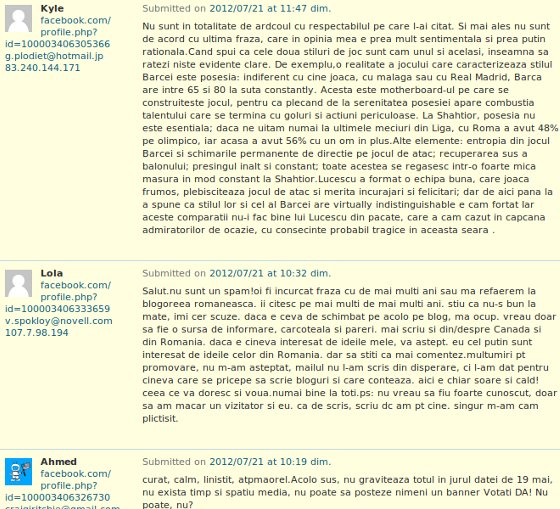 Kyle
facebook.com/
profile.php?
id=100003406305366
g.plodiet@hotmail.jp
83.240.144.171
Submitted on 2012/07/21 at 11:47 dim.
Nu sunt in totalitate de ardcoul cu respectabilul pe care l-ai citat. Si mai ales nu sunt
de acord cu ultima fraza, care in opinia mea e prea mult sentimentala si prea putin
rationala.Cand spui ca cele doua stiluri de joc sunt cam unul si acelasi, inseamna sa
ratezi niste evidente clare. De exemplu,o realitate a jocului care caracterizeaza stilul
Barcei este posesia: indiferent cu cine joaca, cu malaga sau cu Real Madrid, Barca
are intre 65 si 80 la suta constantly. Acesta este motherboard-ul pe care se
construiteste jocul, pentru ca plecand de la serenitatea posesiei apare combustia
talentului care se termina cu goluri si actiuni periculoase. La Shahtior, posesia nu
este esentiala; daca ne uitam numai la ultimele meciuri din Liga, cu Roma a avut 48%
pe olimpico, iar acasa a avut 56% cu un om in plus.Alte elemente: entropia din jocul
Barcei si schimarile permanente de directie pe jocul de atac; recuperarea sus a
balonului; presingul inalt si constant; toate acestea se regasesc intr-o foarte mica
masura in mod constant la Shahtior.Lucescu a format o echipa buna, care joaca
frumos, plebisciteaza jocul de atac si merita incurajari si felicitari; dar de aici pana la
a spune ca stilul lor si cel al Barcei are virtually indistinguishable e cam fortat Iar
aceste comparatii nu-i fac bine lui Lucescu din pacate, care a cam cazut in capcana
admiratorilor de ocazie, cu consecinte probabil tragice in aceasta seara .
Lola
facebook.com/
profile.php?
id=100003406333659
v.spokloy@novell.com
107.7.98.194
Submitted on 2012/07/21 at 10:32 dim.
Salut.nu sunt un spam!oi fi incurcat fraza cu de mai multi ani sau ma refaerem la
blogoreea romaneasca. ii citesc pe mai multi de mai multi ani. stiu ca nu-s bun la
mate, imi cer scuze. daca e ceva de schimbat pe acolo pe blog, ma ocup. vreau doar
sa fie o sursa de informare, carcoteala si pareri. mai scriu si din/despre Canada si
din Romania. daca e cineva interesat de ideile mele, va astept. eu cel putin sunt
interesat de ideile celor din Romania. dar sa stiti ca mai comentez.multumiri pt
promovare, nu m-am asteptat, mailul nu l-am scris din disperare, ci l-am dat pentru
cineva care se pricepe sa scrie bloguri si care conteaza. aici e chiar soare si cald!
ceea ce va doresc si voua.numai bine la toti.ps: nu vreau sa fiu foarte cunoscut, doar
sa am macar un vizitator si eu. ca de scris, scriu dc am pt cine. singur m-am cam
plictisit.
Ahmed
facebook.com/
profile.php?
id=100003406326730
craigiritchie@gmail.com
Submitted on 2012/07/21 at 10:19 dim.
curat, calm, linistit, atpmaorel.Acolo sus, nu graviteaza totul in jurul datei de 19 mai,
nu exista timp si spatiu media, nu poate sa posteze nimeni un banner Votati DA! Nu
poate, nu?